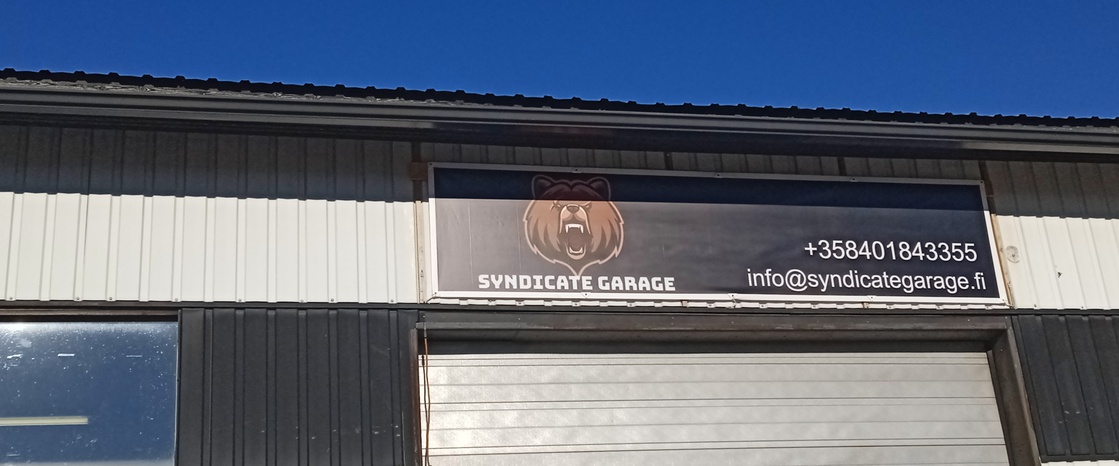 SYNDICATE GARAGE
+358401843355
info@syndicategarage.fi